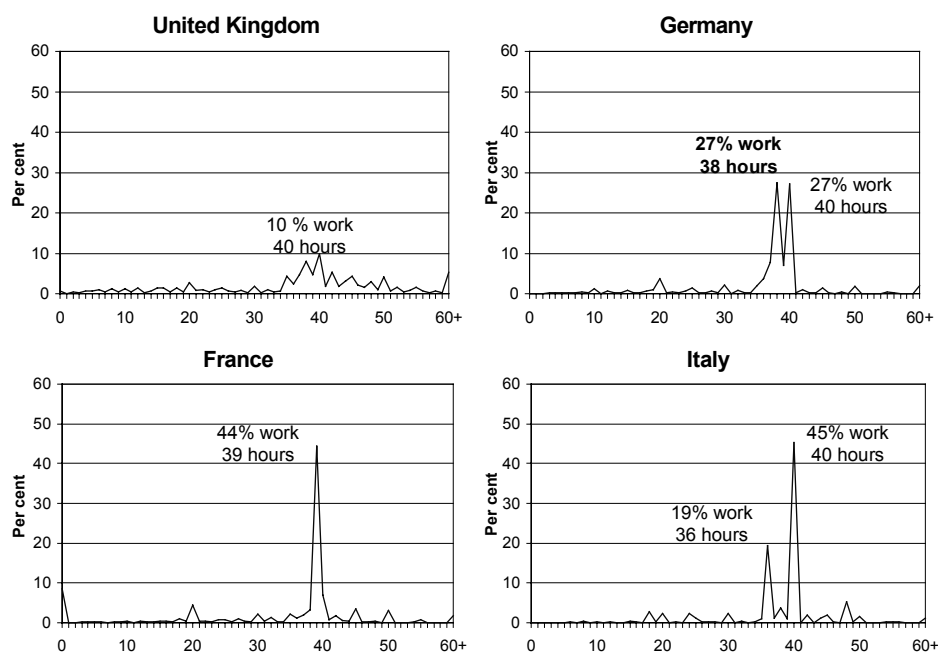 United Kingdom
60
50
40
30
20
10
0
Per cent
10 % work
40 hours
0 10 20 30 40 50 60+
Germany
60
50
40
30
20
10
0
Per cent
27% work
38 hours
27% work
40 hours
0 10 20 30 40 50 60+
France
60
50
40
30
20
10
0
Per cent
44% work
39 hours
0 10 20 30 40 50 60+
Italy
60
50
40
30
20
10
0
Per cent
19% work
36 hours
45% work
40 hours
0 10 20 30 40 50 60+